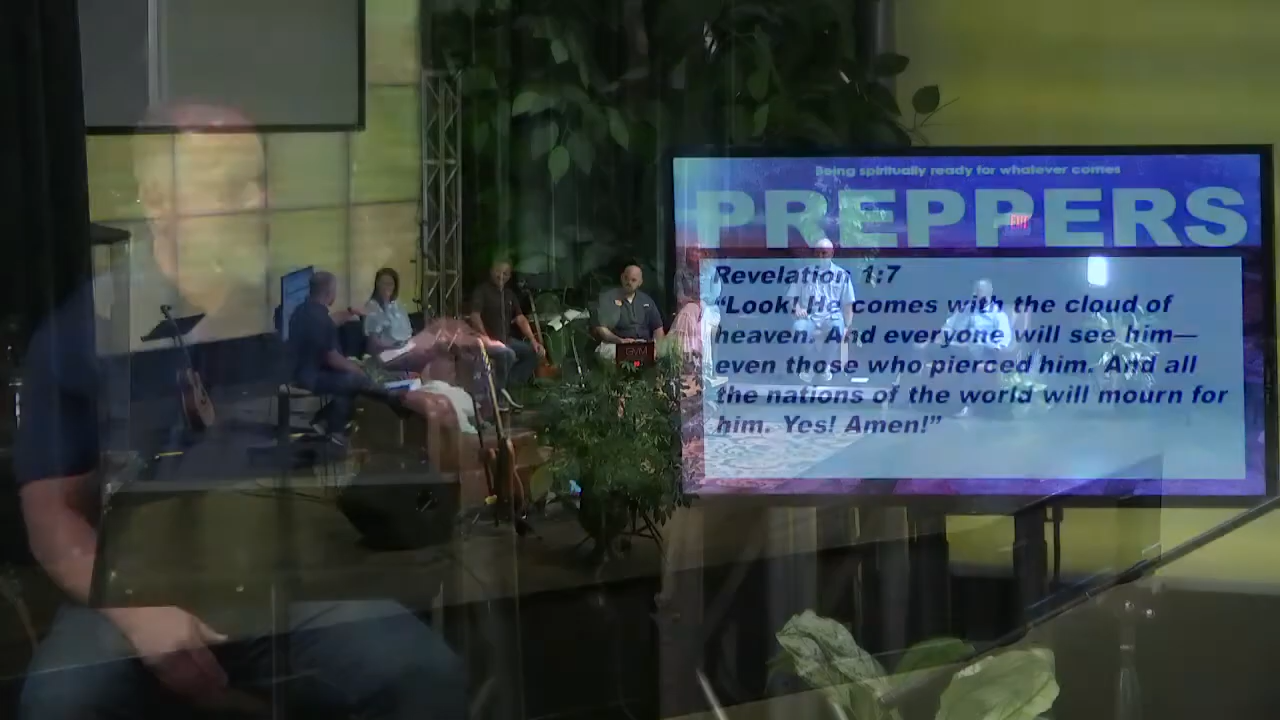 Being spiritually ready for whatever comes
PREPPERS
EXIT
Revelation 1:7
“Look! He comes with the cloud of
heaven. And everyone will see him—
even those who pierced him. And all
the nations of the world will mourn for
him. Yes! Amen!”